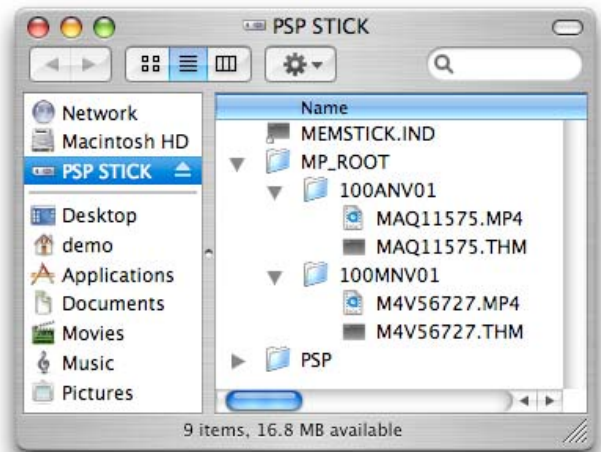 PSP STICK
Network
Macintosh HD
PSP STICK
Desktop
demo
Applications
Documents
Movies
Music
Pictures
Name
MEMSTICK.IND
MP_ROOT
100ANV01
MAQ11575.MP4
MAQ11575.THM
100MNV01
M4V56727.MP4
M4V56727.THM
PSP
9 items, 16.8 MB available